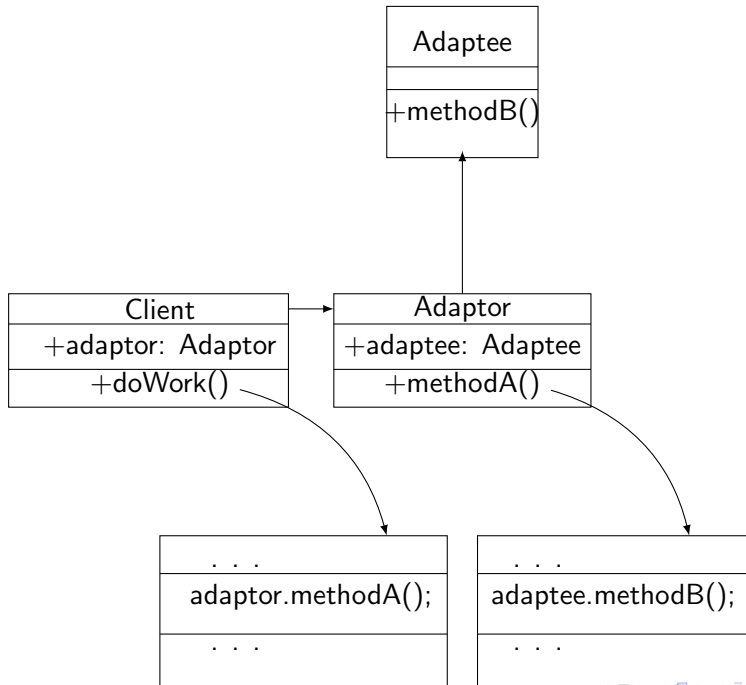 Adaptee
+methodB()
Client
+adaptor: Adaptor
+doWork()
Adaptor
+adaptee: Adaptee
+methodA()
. . .
adaptor.methodA();
. . .
. . .
adaptee.methodB();
. . .